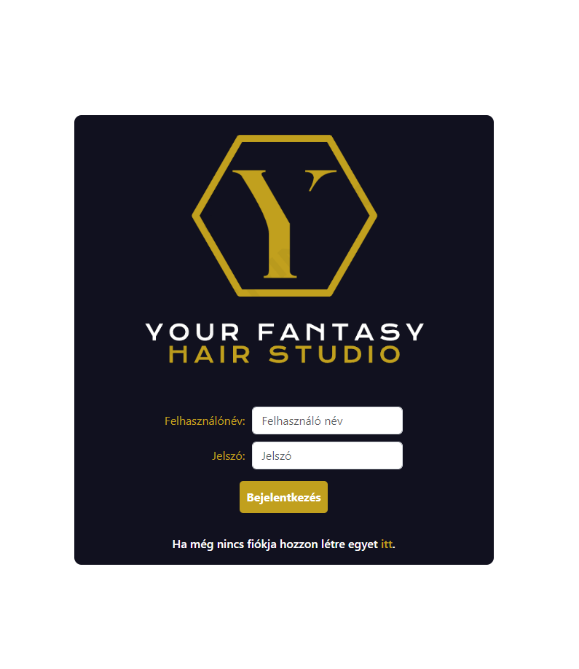 Y
YOUR FANTASY
HAIR STUDIO
Felhasználónév: Felhasználó név
Jelszó: Jelszó
Bejelentkezés
Ha még nincs fiókja hozzon létre egyet itt.